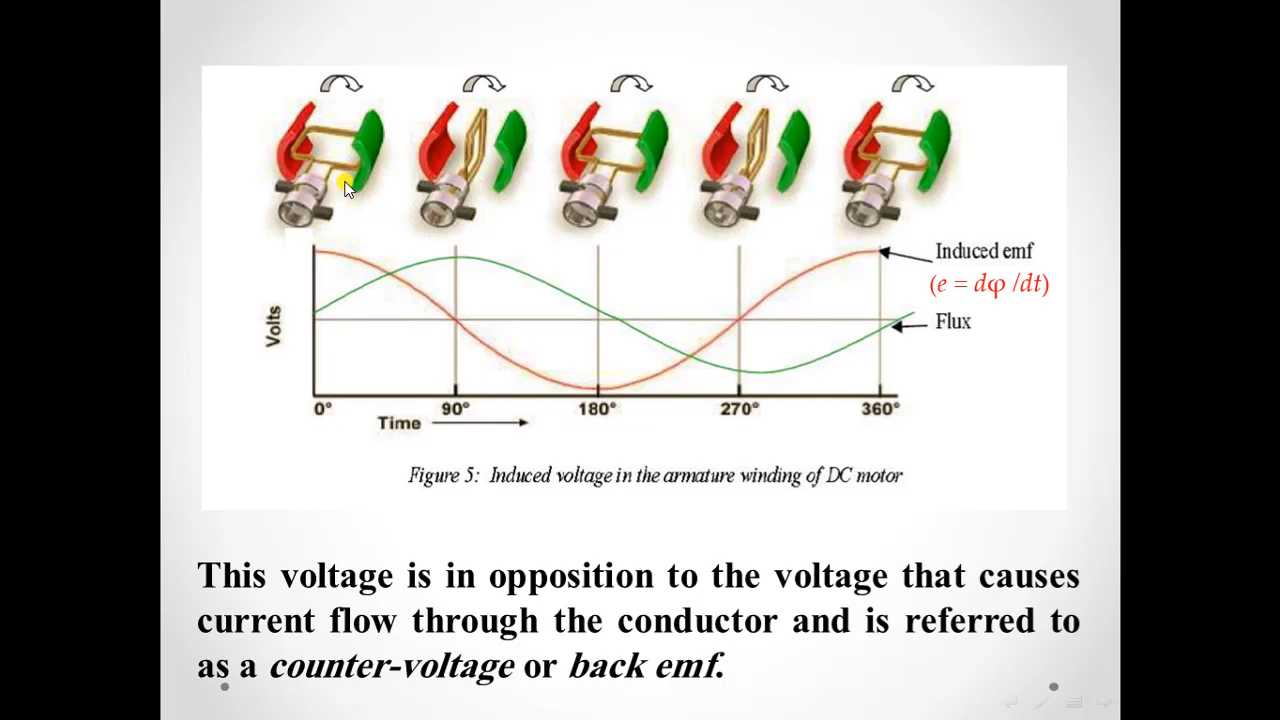 Induced emf
(e = dφ /dt)
Flux
Volts
0° 90° 180° 270° 360°
Time
Figure 5: Induced voltage in the armature winding of DC motor
This voltage is in opposition to the voltage that causes
current flow through the conductor and is referred to
as a counter-voltage or back emf.